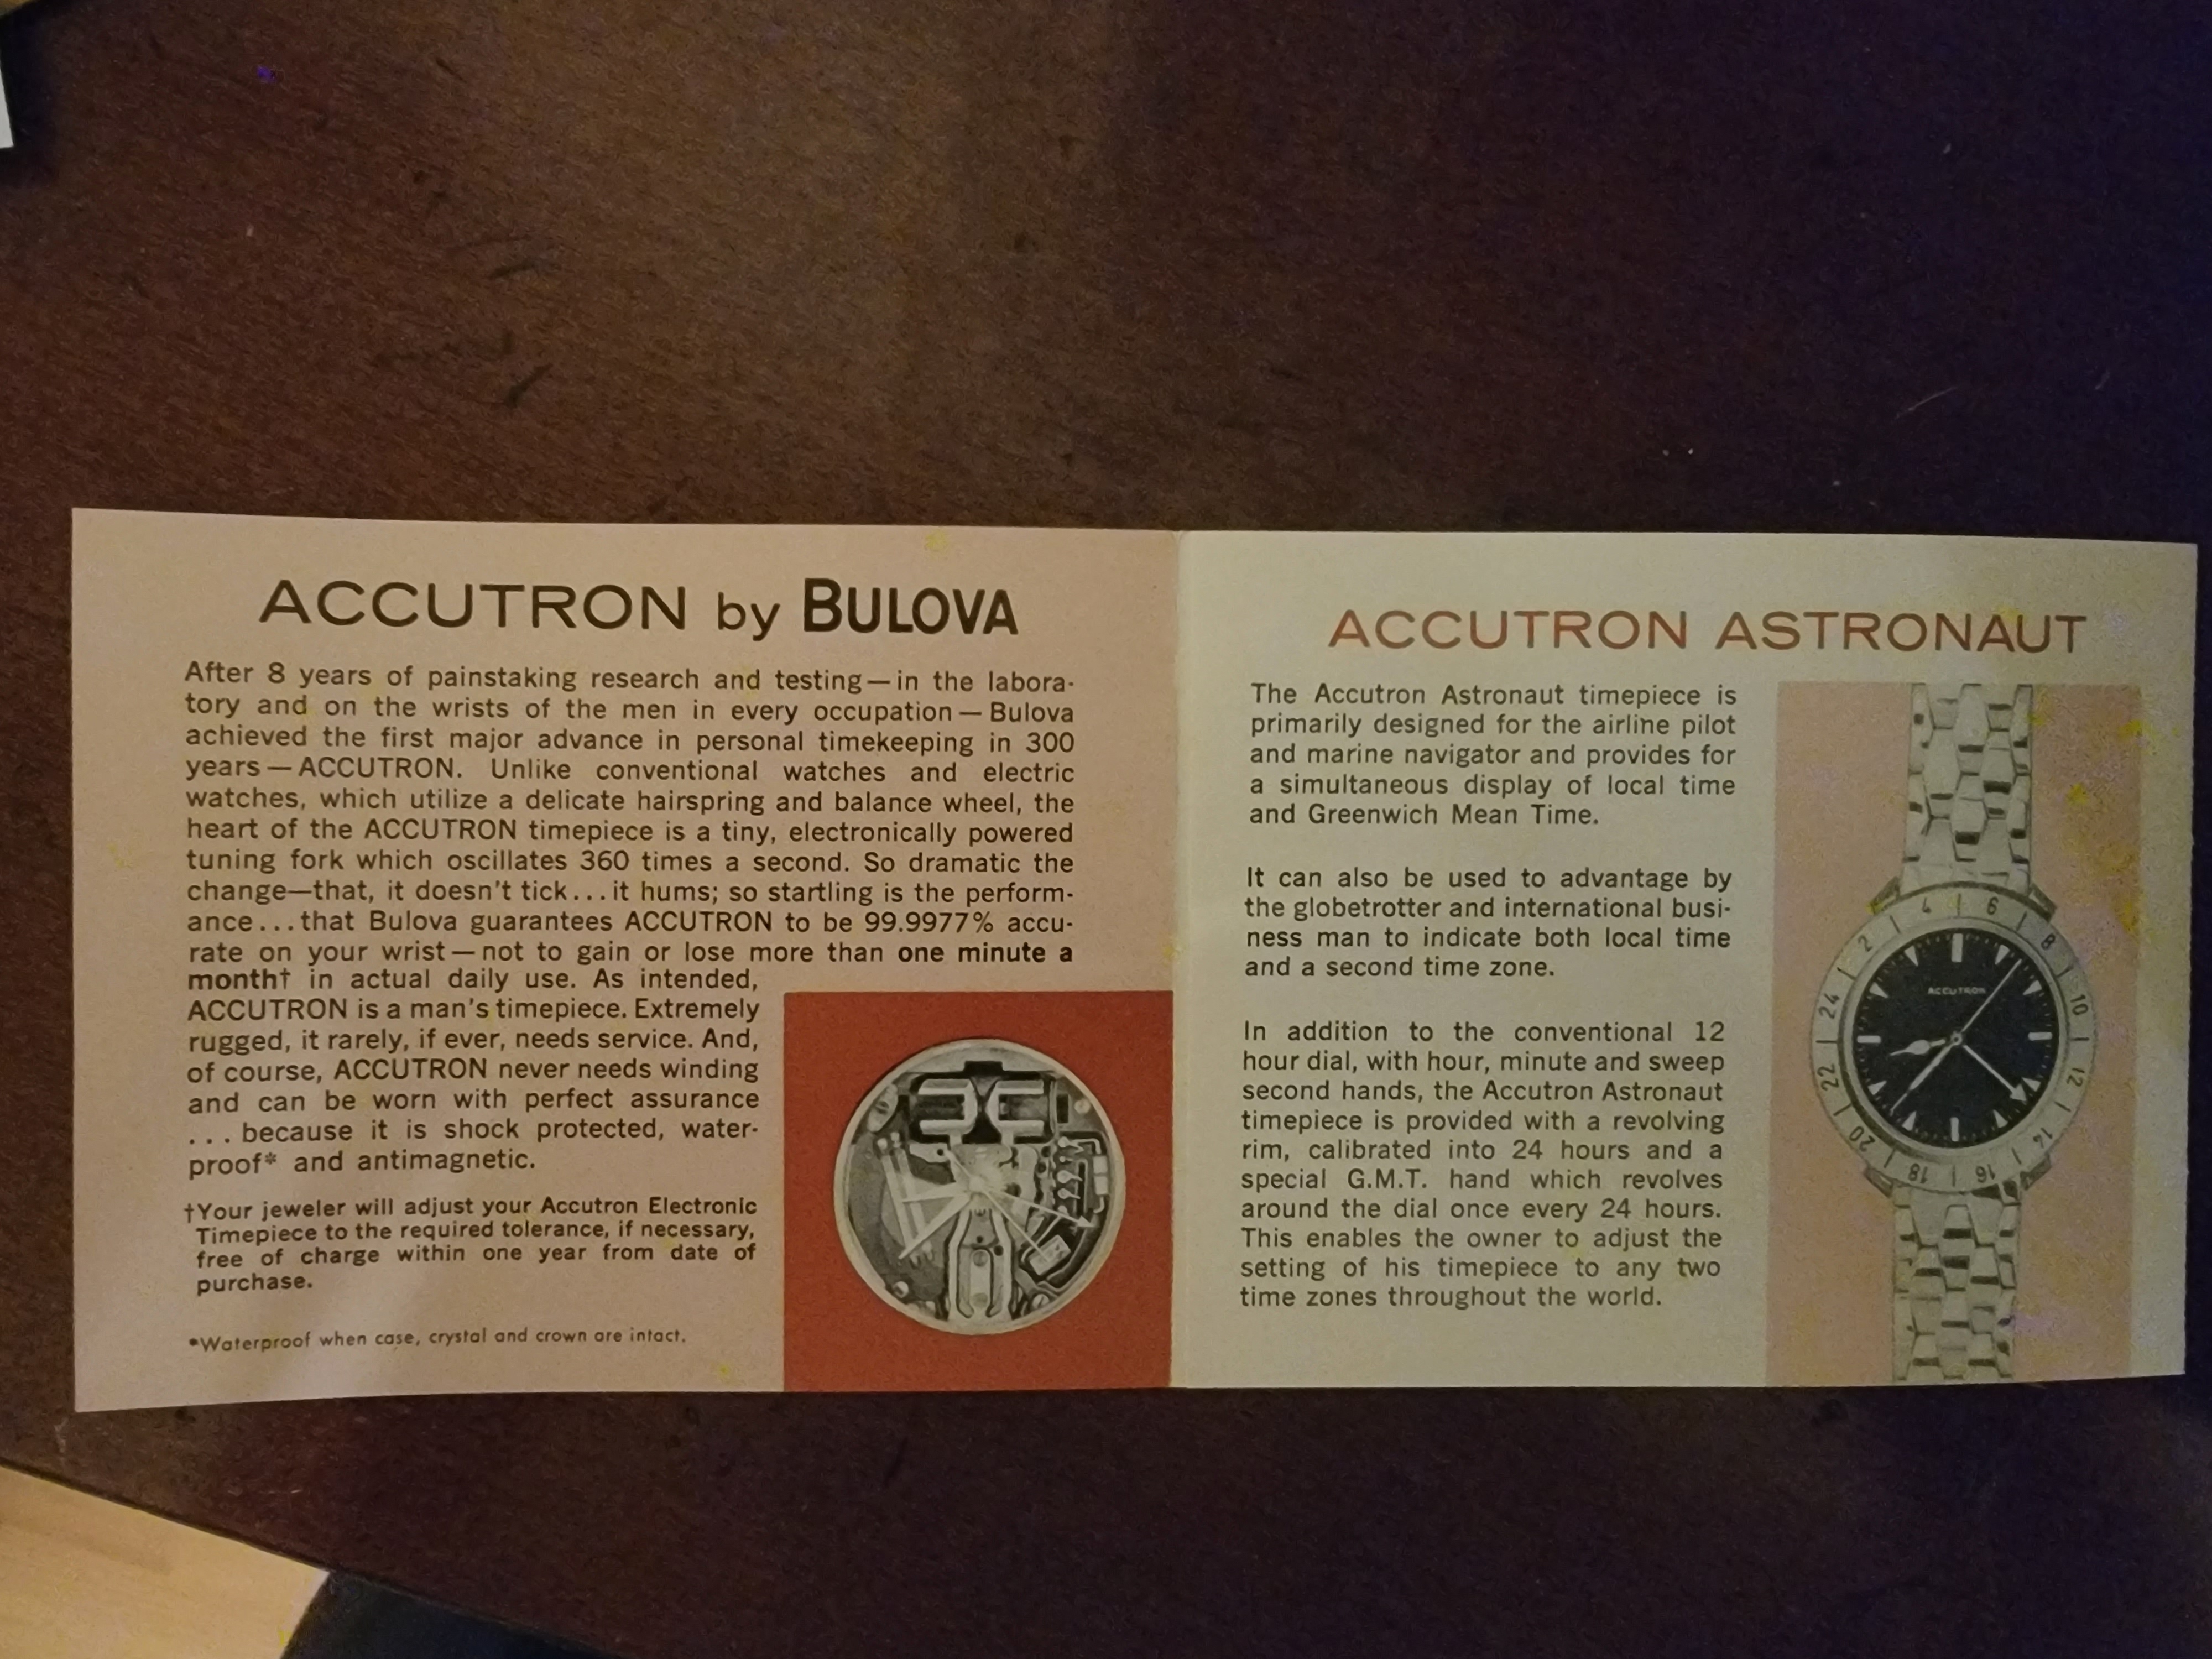 ACCUTRON by BULOVA
After 8 years of painstaking research and testing—in the labora-
tory and on the wrists of the men in every occupation—Bulova
achieved the first major advance in personal timekeeping in 300
years—ACCUTRON. Unlike conventional watches and electric
watches, which utilize a delicate hairspring and balance wheel, the
heart of the ACCUTRON timepiece is a tiny, electronically powered
tuning fork which oscillates 360 times a second. So dramatic the
change—that, it doesn't tick...it hums; so startling is the perform-
ance...that Bulova guarantees ACCUTRON to be 99.9977% accu-
rate on your wrist—not to gain or lose more than one minute a
month† in actual daily use. As intended,
ACCUTRON is a man's timepiece. Extremely
rugged, it rarely, if ever, needs service. And,
of course, ACCUTRON never needs winding
and can be worn with perfect assurance
...because it is shock protected, water-
proof* and antimagnetic.
†Your jeweler will adjust your Accutron Electronic
Timepiece to the required tolerance, if necessary,
free of charge within one year from date of
purchase.
*Waterproof when case, crystal and crown are intact.
ACCUTRON ASTRONAUT
The Accutron Astronaut timepiece is
primarily designed for the airline pilot
and marine navigator and provides for
a simultaneous display of local time
and Greenwich Mean Time.
It can also be used to advantage by
the globetrotter and international busi-
ness man to indicate both local time
and a second time zone.
In addition to the conventional 12
hour dial, with hour, minute and sweep
second hands, the Accutron Astronaut
timepiece is provided with a revolving
rim, calibrated into 24 hours and a
special G.M.T. hand which revolves
around the dial once every 24 hours.
This enables the owner to adjust the
setting of his timepiece to any two
time zones throughout the world.
ACCUTRON
2 4 6 8 10 12 14 16 18 20 22 24